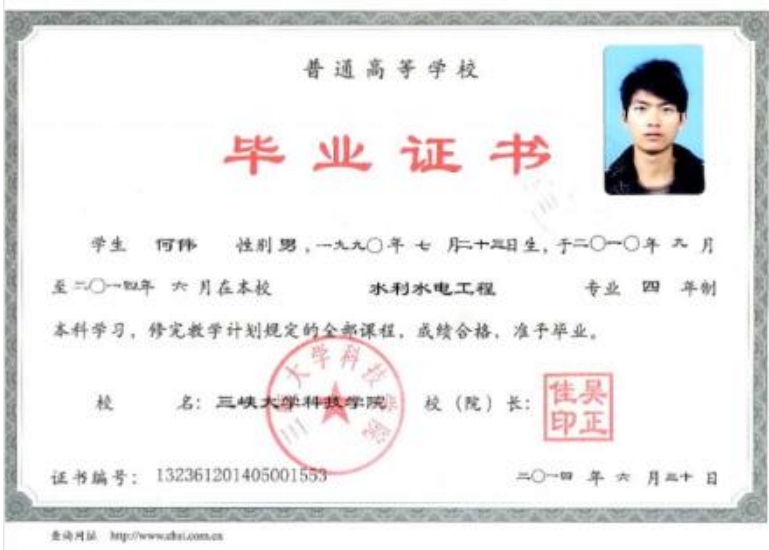 普通高等学校
毕业证书
学生 何伟 性别 男，一九九〇年 七 月二十三日生，于二〇一〇年 九 月
至二〇一四年 六 月在本校 水利水电工程 专业 四 年制
本科学习，修完教学计划规定的全部课程，成绩合格，准予毕业。
校 名：三峡大学科技学院 校（院）长：
吴正佳印
证书编号：132361201405001553 二〇一四 年 六 月三十 日
查询网址 http://www.chsi.com.cn